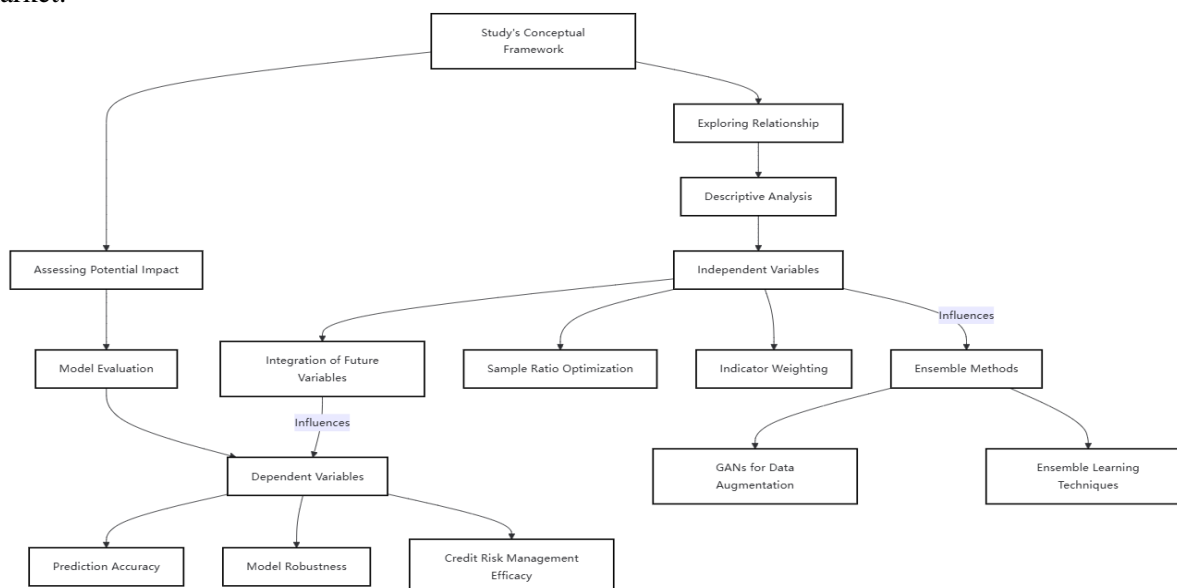 Study's Conceptual
Framework
Exploring Relationship
Descriptive Analysis
Assessing Potential Impact
Independent Variables
Influences
Model Evaluation
Integration of Future
Variables
Sample Ratio Optimization
Indicator Weighting
Ensemble Methods
Influences
Dependent Variables
GANs for Data
Augmentation
Ensemble Learning
Techniques
Prediction Accuracy
Model Robustness
Credit Risk Management
Efficacy